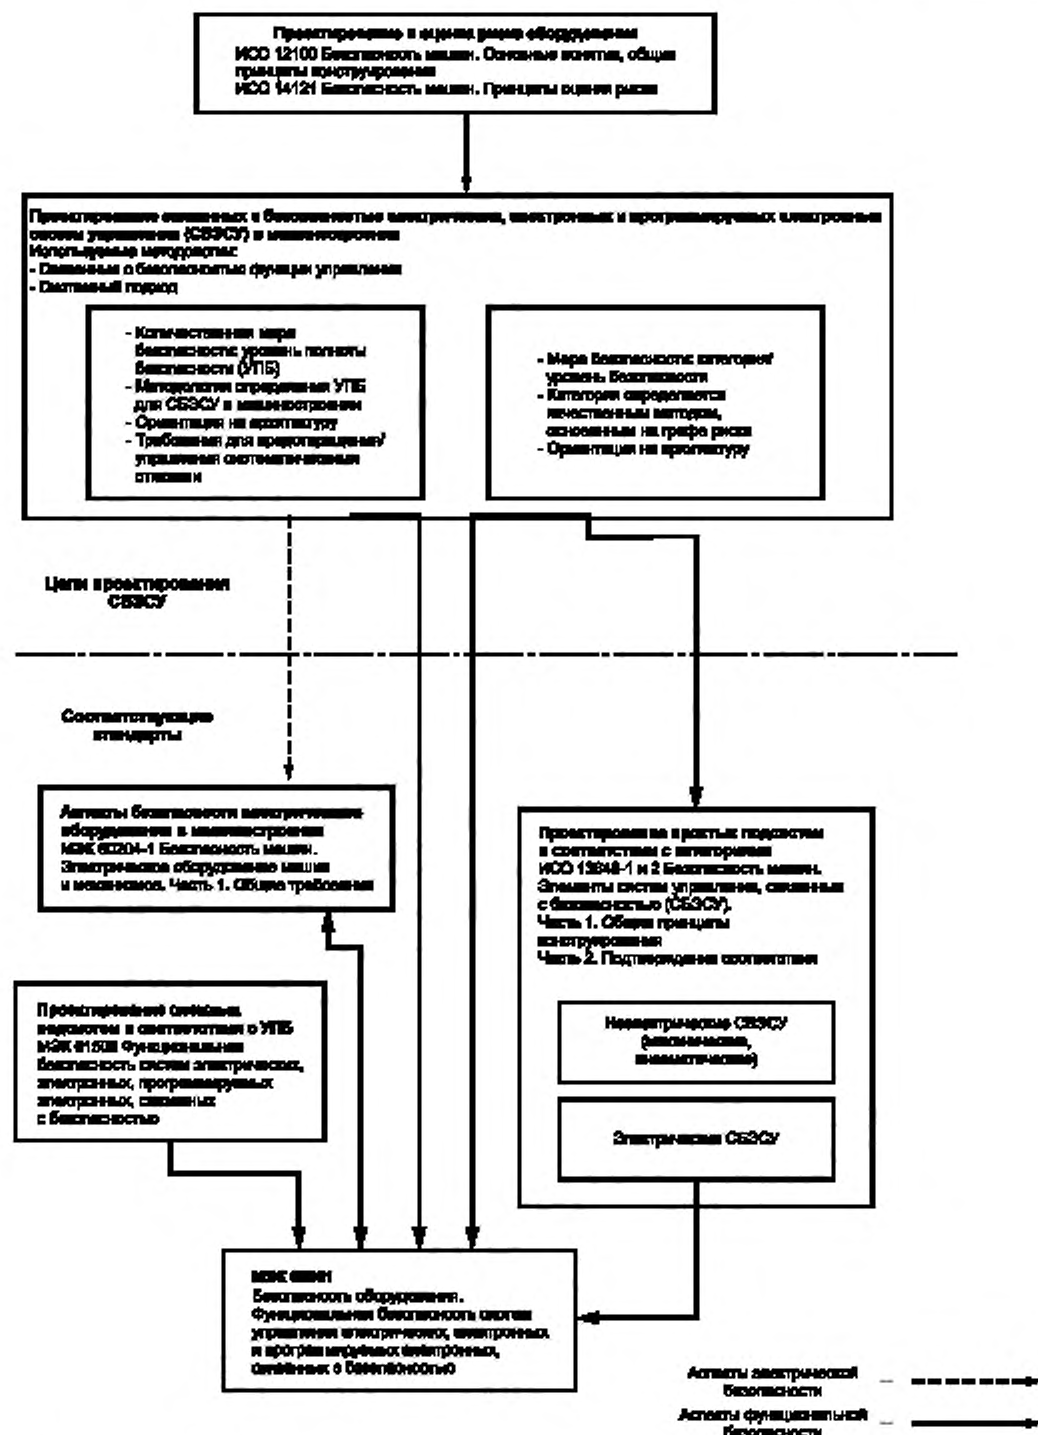 Проектирование и оценка риска оборудования
ИСО 12100 Безопасность машин. Основные понятия, общие
принципы конструирования
ИСО 14121 Безопасность машин. Принципы оценки риска
Проектирование связанных с безопасностью электрических, электронных и программируемых электронных
систем управления (СБЭСУ) в машиностроении
Используемые методологии:
- Связанные с безопасностью функции управления
- Системный подход
- Количественная мера
безопасности: уровень полноты
безопасности (УПБ)
- Методология определения УПБ
для СБЭСУ в машиностроении
- Ориентация на архитектуру
- Требования для предотвращения/
управления систематическими
отказами
- Мера безопасности: категория/
уровень безопасности
- Категория определяется
качественным методом,
основанным на графе риска
- Ориентация на архитектуру
Цели проектирования
СБЭСУ
Соответствующие
стандарты
Аспекты безопасности электрического
оборудования в машиностроении
МЭК 60204-1 Безопасность машин.
Электрическое оборудование машин
и механизмов. Часть 1. Общие требования
Проектирование простых подсистем
в соответствии с категориями
ИСО 13849-1 и 2 Безопасность машин.
Элементы систем управления, связанные
с безопасностью (СБЭСУ).
Часть 1. Общие принципы
конструирования
Часть 2. Подтверждение соответствия
Проектирование сложных
подсистем в соответствии с УПБ
МЭК 61508 Функциональная
безопасность систем электрических,
электронных, программируемых
электронных, связанных
с безопасностью
Неэлектрические СБЭСУ
(механические,
пневматические)
Электрические СБЭСУ
МЭК
Безопасность оборудования.
Функциональная безопасность систем
управления электрических, электронных
и программируемых электронных,
связанных с безопасностью
Аспекты электрической
безопасности
Аспекты функциональной
безопасности